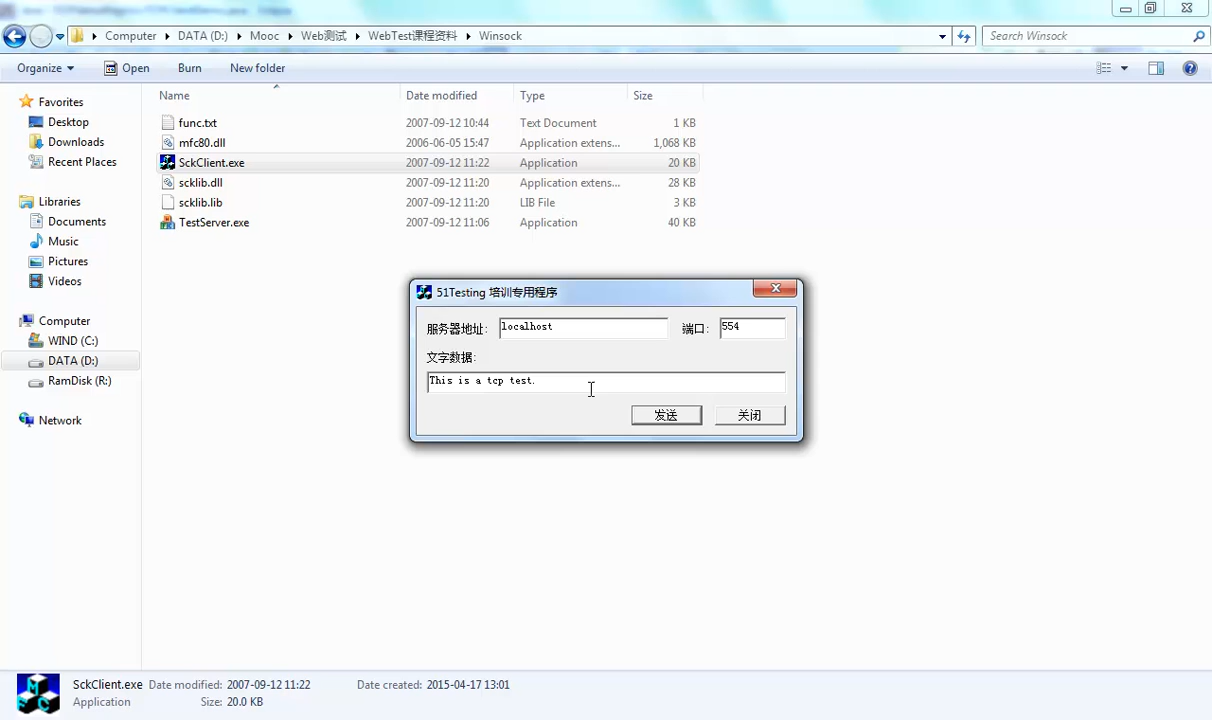 Computer DATA (D:) Mooc Web测试 WebTest课程资料 Winsock Search Winsock
Organize Open Burn New folder
Favorites
Desktop
Downloads
Recent Places
Libraries
Documents
Music
Pictures
Videos
Computer
WIND (C:)
DATA (D:)
RamDisk (R:)
Network
Name Date modified Type Size
func.txt 2007-09-12 10:44 Text Document 1 KB
mfc80.dll 2006-06-05 15:47 Application extens... 1,068 KB
SckClient.exe 2007-09-12 11:22 Application 20 KB
scklib.dll 2007-09-12 11:20 Application extens... 28 KB
scklib.lib 2007-09-12 11:20 LIB File 3 KB
TestServer.exe 2007-09-12 11:06 Application 40 KB
51Testing 培训专用程序
服务器地址: localhost 端口: 554
文字数据:
This is a tcp test.
发送 关闭
SckClient.exe Date modified: 2007-09-12 11:22 Date created: 2015-04-17 13:01
Application Size: 20.0 KB